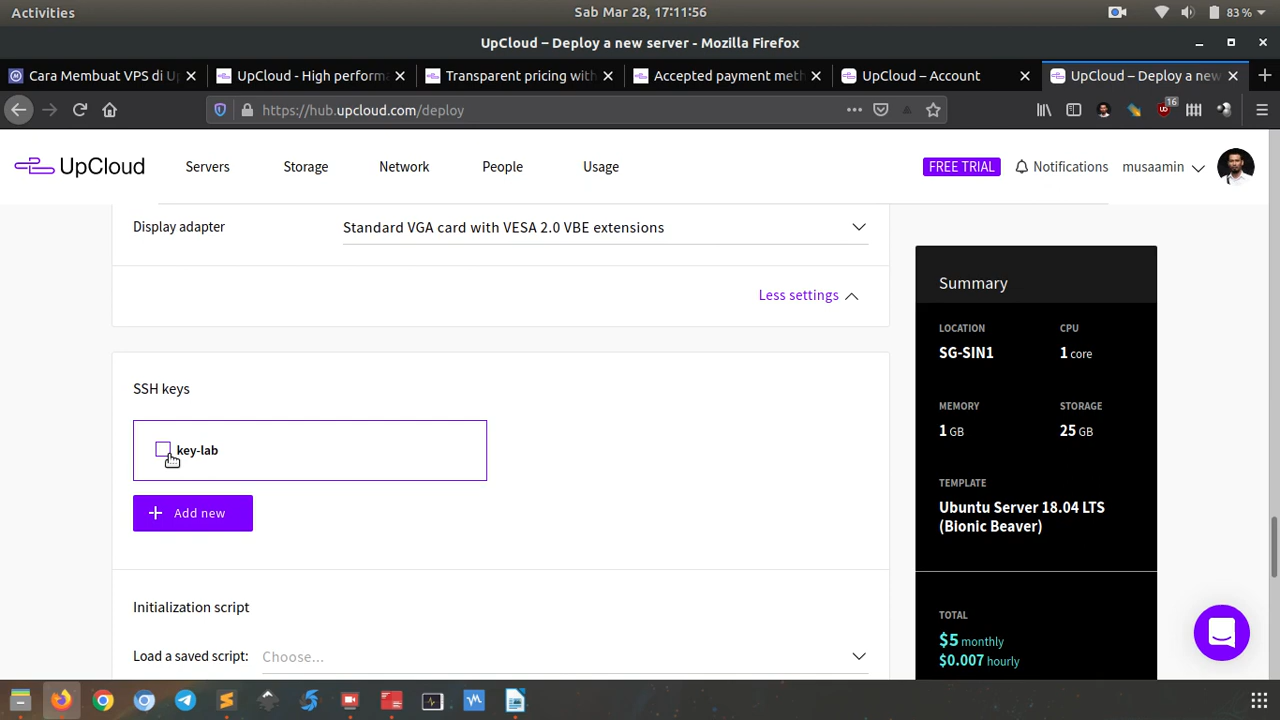 Activities
Sab Mar 28, 17:11:56
83 %
UpCloud – Deploy a new server - Mozilla Firefox
Cara Membuat VPS di Up
UpCloud - High performa
Transparent pricing with
Accepted payment meth
UpCloud – Account
UpCloud – Deploy a new
https://hub.upcloud.com/deploy
16
UpCloud
Servers
Storage
Network
People
Usage
FREE TRIAL
Notifications
musaamin
Display adapter
Standard VGA card with VESA 2.0 VBE extensions
Less settings
SSH keys
key-lab
Add new
Initialization script
Load a saved script:
Choose...
Summary
LOCATION
CPU
SG-SIN1
1 core
MEMORY
STORAGE
1 GB
25 GB
TEMPLATE
Ubuntu Server 18.04 LTS
(Bionic Beaver)
TOTAL
$5 monthly
$0.007 hourly